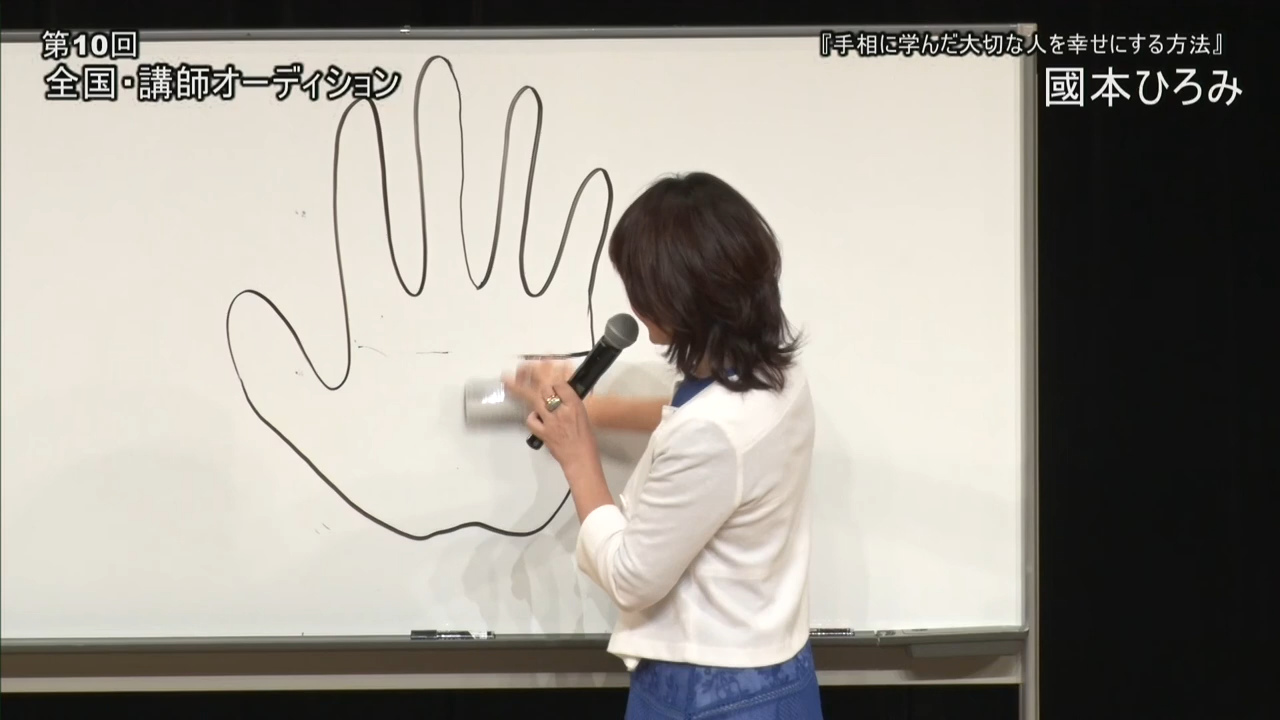 第10回
全国・講師オーディション
『手相に学んだ大切な人を幸せにする方法』
國本ひろみ